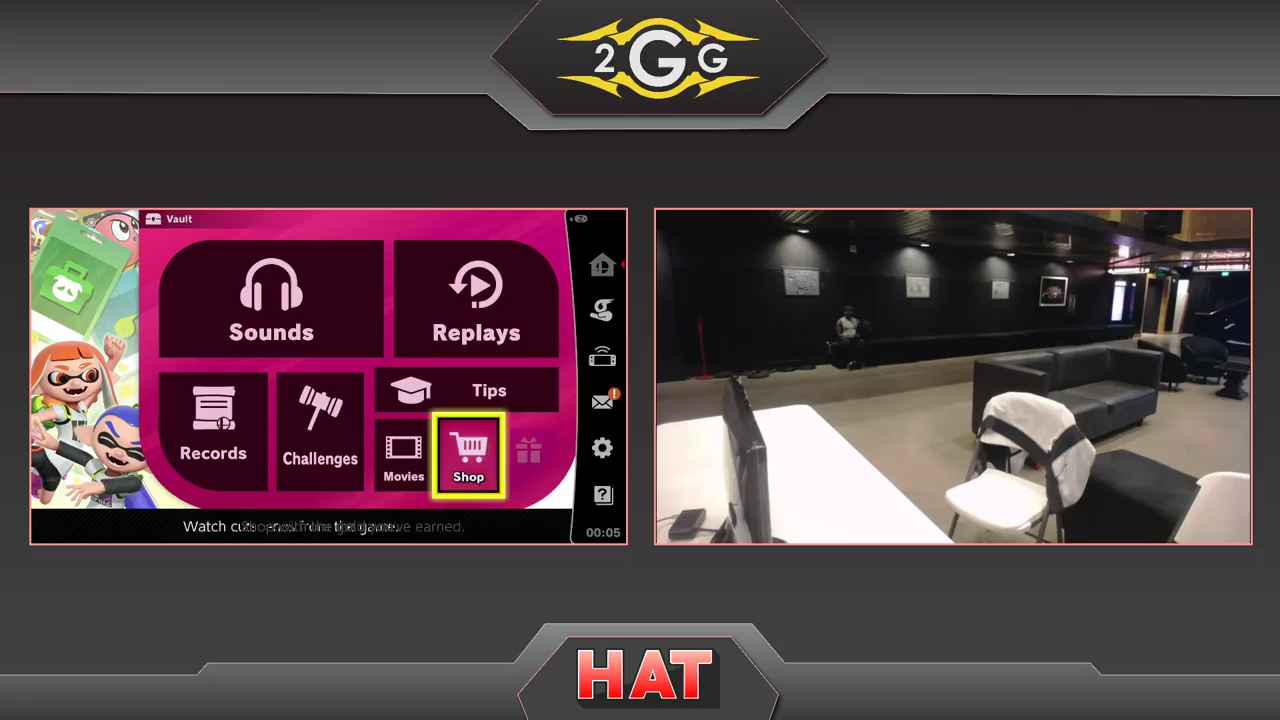 2GG
Vault
Sounds
Replays
Tips
Records
Challenges
Movies
Shop
00:05
HAT